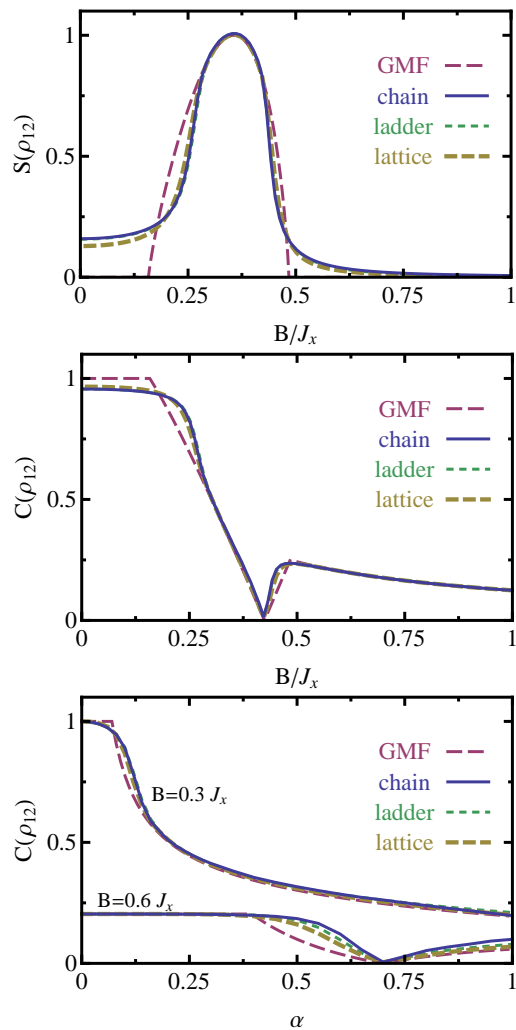 S(ρ12)
1
0.5
0
GMF
chain
ladder
lattice
0 0.25 0.5 0.75 1
B/Jx
C(ρ12)
1
0.5
0
GMF
chain
ladder
lattice
0 0.25 0.5 0.75 1
B/Jx
C(ρ12)
1
0.5
0
GMF
chain
ladder
lattice
B=0.3 Jx
B=0.6 Jx
0 0.25 0.5 0.75 1
α